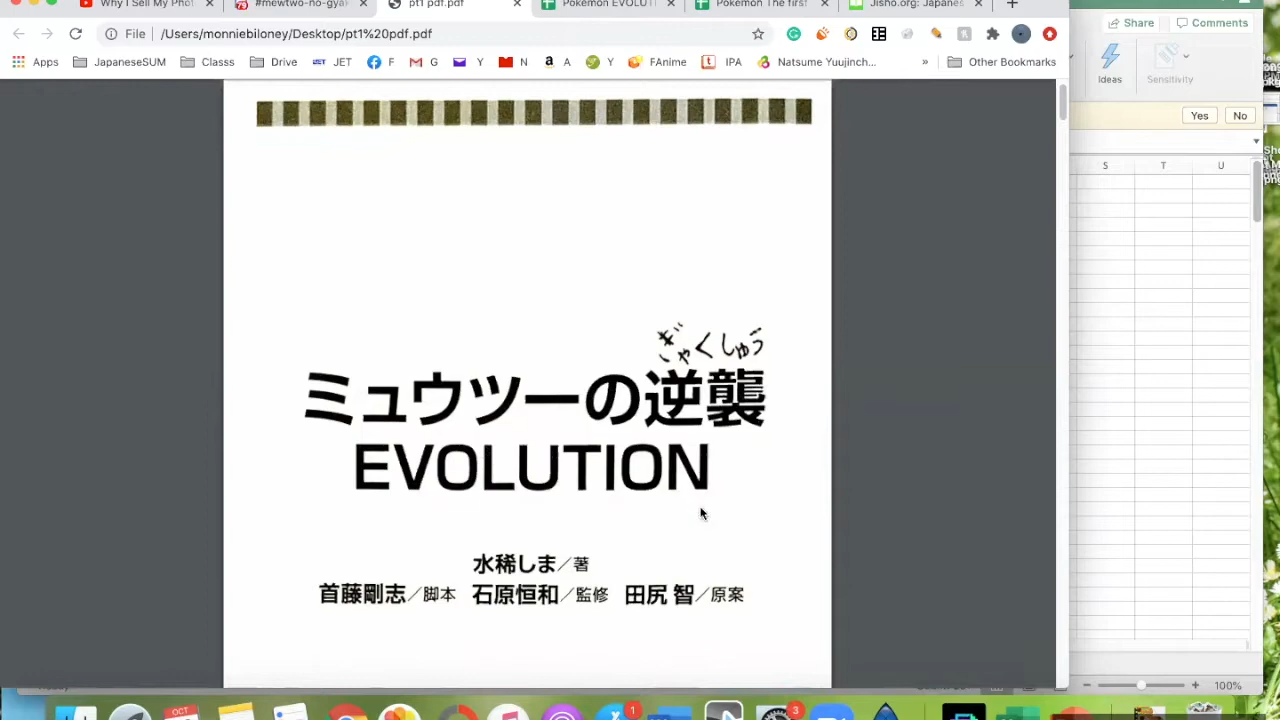 Why I Sell My Phot
#mewtwo-no-gyak
pt1 pdf.pdf
Pokemon EVOLUTI
Pokemon The first
Jisho.org: Japanes
File | /Users/monniebiloney/Desktop/pt1%20pdf.pdf
Share
Comments
Apps
JapaneseSUM
Classs
Drive
JET
F
G
Y
N
A
Y
FAnime
IPA
Natsume Yuujinch...
»
Other Bookmarks
Ideas
Sensitivity
Yes
No
S
T
U
ぎゃくしゅう
ミュウツーの逆襲
EVOLUTION
水稀しま／著
首藤剛志／脚本 石原恒和／監修 田尻 智／原案
100%
OCT
1
3